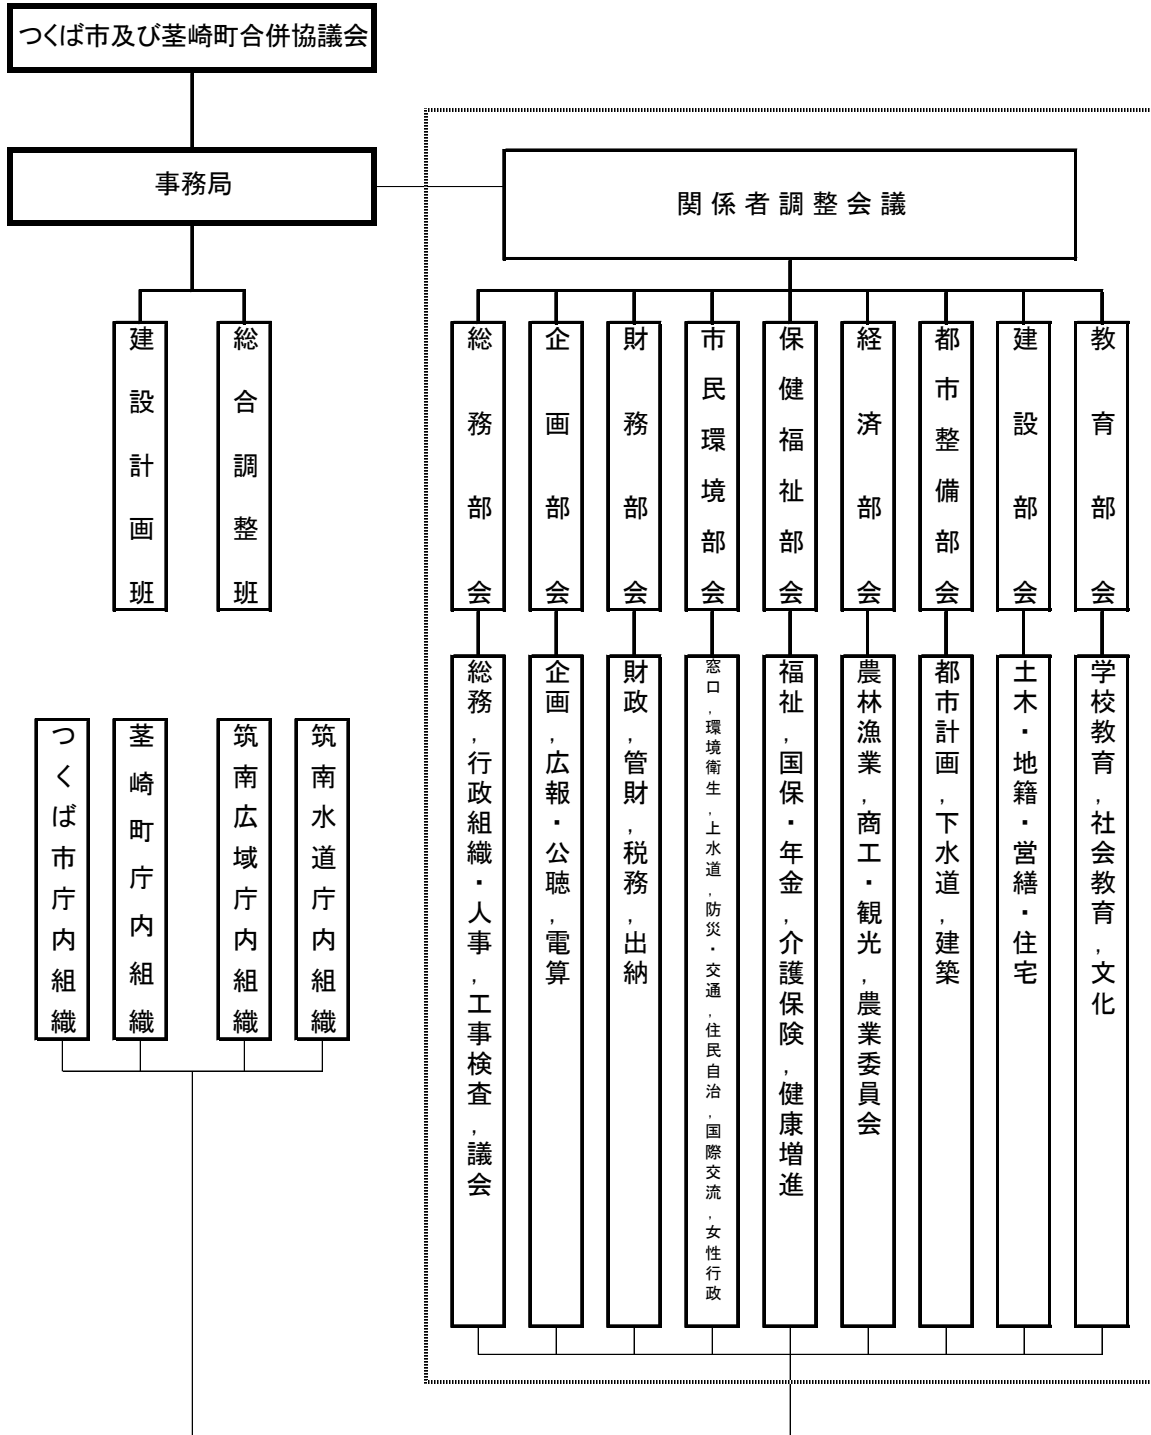 つくば市及び茎崎町合併協議会
事務局
関係者調整会議
建設計画班
総合調整班
総務部会
企画部会
財務部会
市民環境部会
保健福祉部会
経済部会
都市整備部会
建設部会
教育部会
総務,行政組織・人事,工事検査,議会
企画,広報・公聴,電算
財政,管財,税務,出納
窓口,環境衛生,上水道,防災・交通,住民自治,国際交流,女性行政
福祉,国保・年金,介護保険,健康増進
農林漁業,商工・観光,農業委員会
都市計画,下水道,建築
土木・地籍・営繕・住宅
学校教育,社会教育,文化
つくば市庁内組織
茎崎町庁内組織
筑南広域庁内組織
筑南水道庁内組織